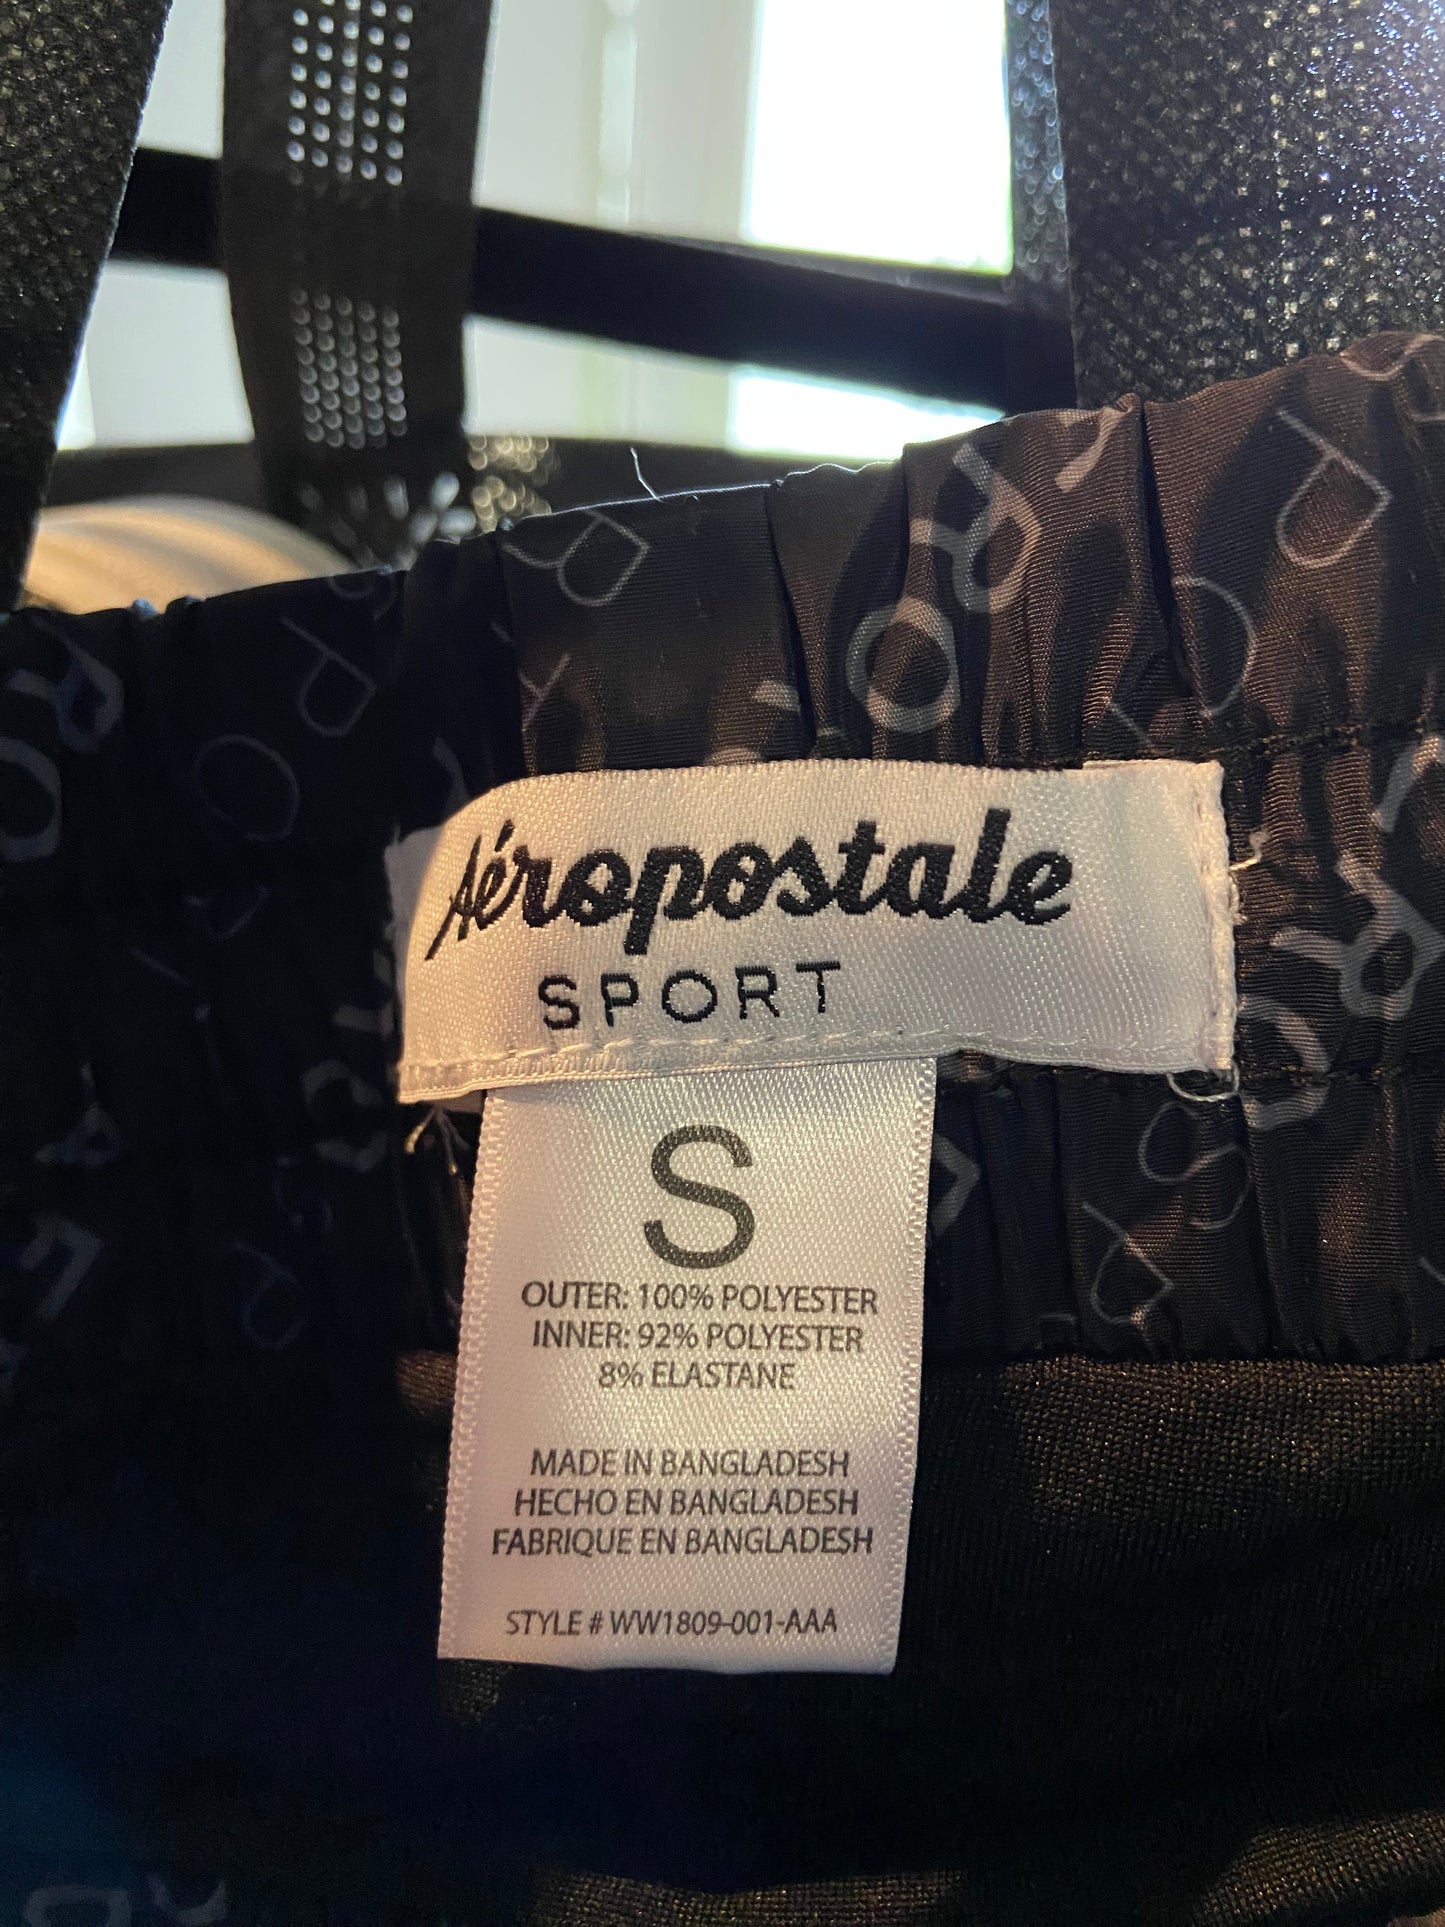 Aéropostale
SPORT
S
OUTER: 100% POLYESTER
INNER: 92% POLYESTER
8% ELASTANE
MADE IN BANGLADESH
HECHO EN BANGLADESH
FABRIQUE EN BANGLADESH
STYLE # WW1809-001-AAA